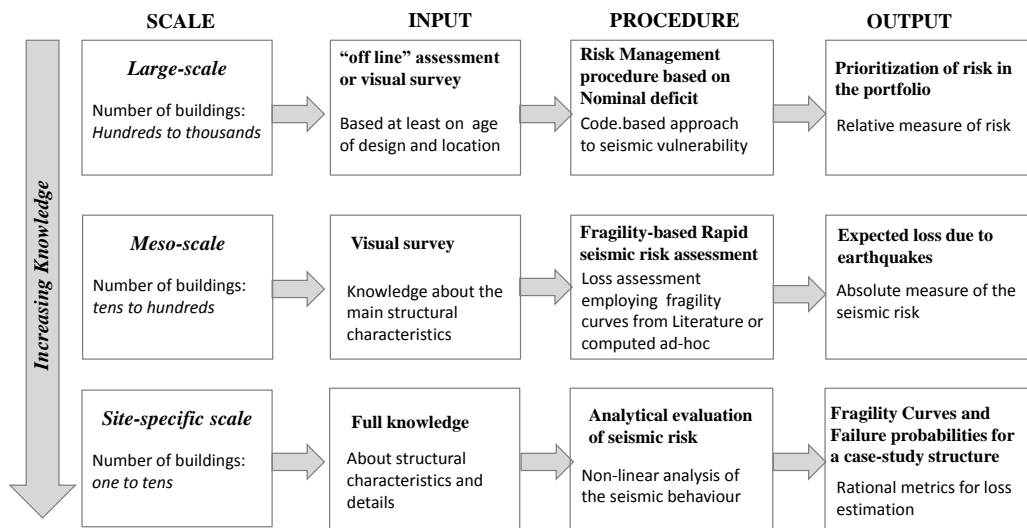 SCALE
INPUT
PROCEDURE
OUTPUT
Increasing Knowledge
Large-scale
Number of buildings:
Hundreds to thousands
“off line” assessment
or visual survey
Based at least on age
of design and location
Risk Management
procedure based on
Nominal deficit
Code.based approach
to seismic vulnerability
Prioritization of risk in
the portfolio
Relative measure of risk
Meso-scale
Number of buildings:
tens to hundreds
Visual survey
Knowledge about the
main structural
characteristics
Fragility-based Rapid
seismic risk assessment
Loss assessment
employing fragility
curves from Literature or
computed ad-hoc
Expected loss due to
earthquakes
Absolute measure of the
seismic risk
Site-specific scale
Number of buildings:
one to tens
Full knowledge
About structural
characteristics and
details
Analytical evaluation
of seismic risk
Non-linear analysis of
the seismic behaviour
Fragility Curves and
Failure probabilities for
a case-study structure
Rational metrics for loss
estimation